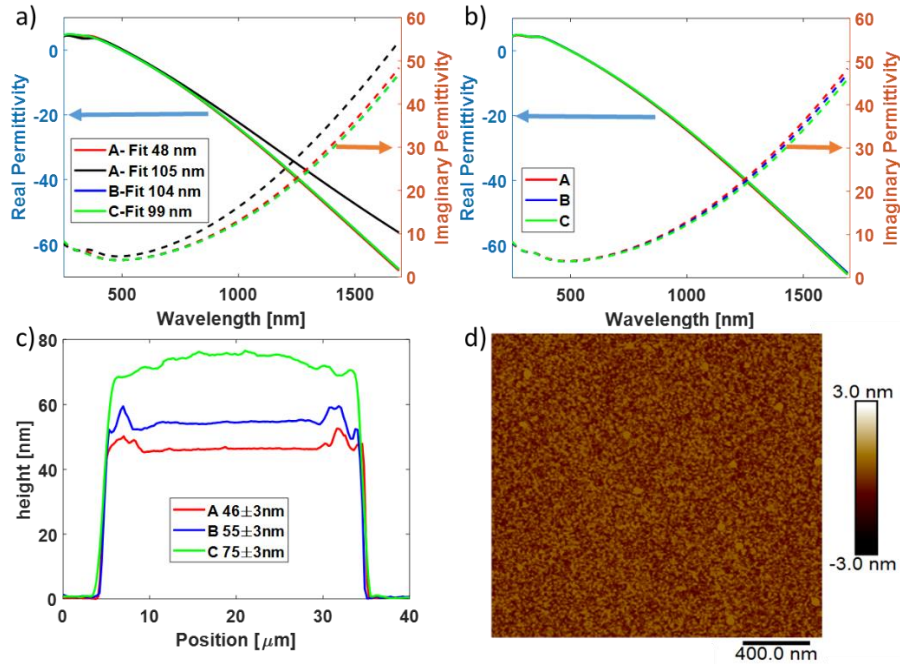 a)
0
-20
-40
-60
Real Permittivity
60
50
40
30
20
10
0
Imaginary Permittivity
A- Fit 48 nm
A- Fit 105 nm
B-Fit 104 nm
C-Fit 99 nm
500
1000
1500
Wavelength [nm]
b)
0
-20
-40
-60
Real Permittivity
60
50
40
30
20
10
0
Imaginary Permittivity
A
B
C
500
1000
1500
Wavelength [nm]
c)
80
60
40
20
0
height [nm]
A 46±3nm
B 55±3nm
C 75±3nm
0
10
20
30
40
Position [μm]
d)
3.0 nm
-3.0 nm
400.0 nm